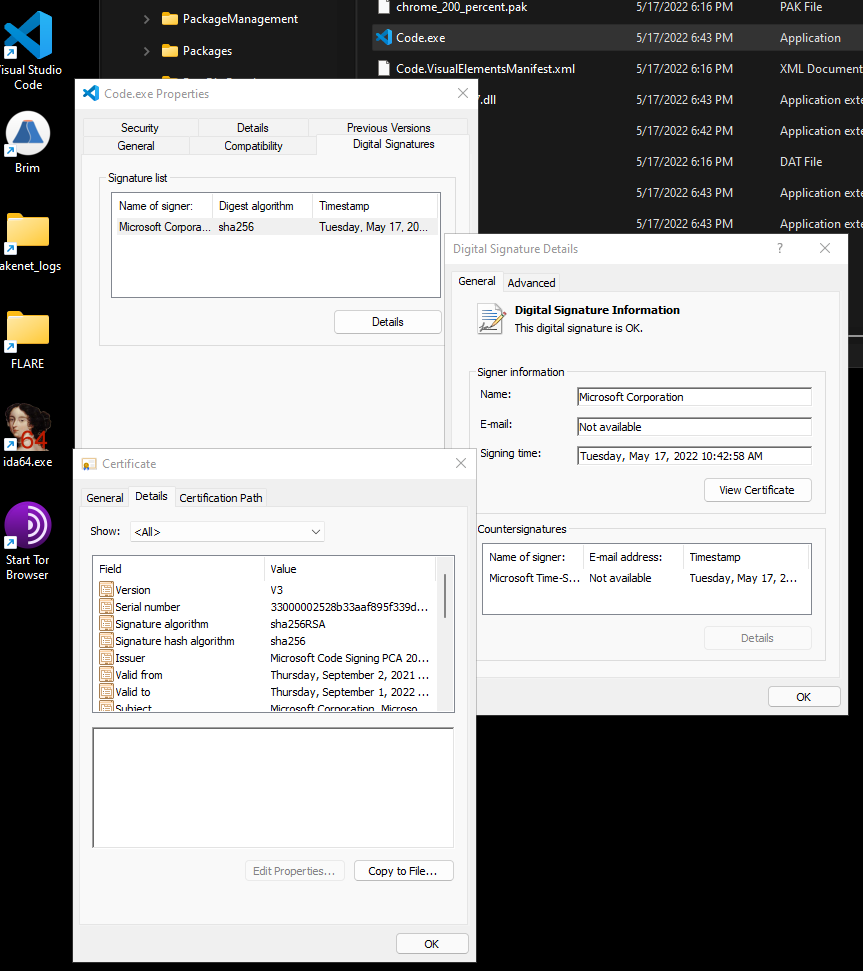 Visual Studio
Code
Brim
akenet_logs
FLARE
64
ida64.exe
Start Tor
Browser
PackageManagement
Packages
chrome_200_percent.pak 5/17/2022 6:16 PM PAK File
Code.exe 5/17/2022 6:43 PM Application
Code.VisualElementsManifest.xml 5/17/2022 6:16 PM XML Document
.dll 5/17/2022 6:43 PM Application exte
5/17/2022 6:42 PM Application exte
5/17/2022 6:16 PM DAT File
5/17/2022 6:43 PM Application exte
5/17/2022 6:43 PM Application exte
Code.exe Properties
Security Details Previous Versions
General Compatibility Digital Signatures
Signature list
Name of signer: Digest algorithm Timestamp
Microsoft Corpora... sha256 Tuesday, May 17, 20...
Details
Digital Signature Details ?
General Advanced
Digital Signature Information
This digital signature is OK.
Signer information
Name: Microsoft Corporation
E-mail: Not available
Signing time: Tuesday, May 17, 2022 10:42:58 AM
View Certificate
Countersignatures
Name of signer: E-mail address: Timestamp
Microsoft Time-S... Not available Tuesday, May 17, 2...
Details
OK
Certificate
General Details Certification Path
Show: <All>
Field Value
Version V3
Serial number 33000002528b33aaf895f339d...
Signature algorithm sha256RSA
Signature hash algorithm sha256
Issuer Microsoft Code Signing PCA 20...
Valid from Thursday, September 2, 2021 ...
Valid to Thursday, September 1, 2022 ...
Subject Microsoft Corporation, Microso
Edit Properties... Copy to File...
OK